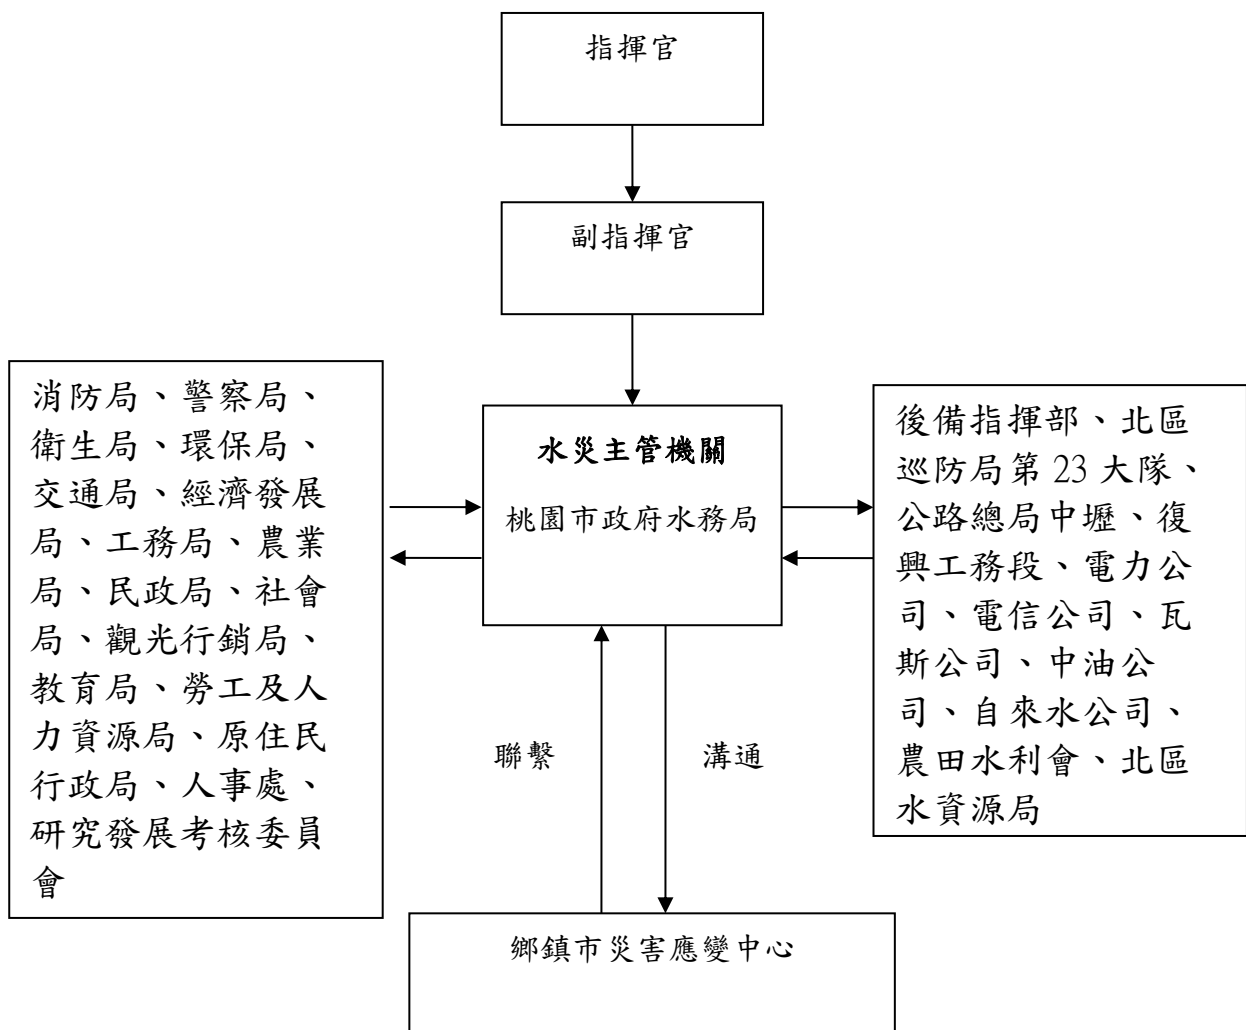 指揮官
副指揮官
消防局、警察局、
衛生局、環保局、
交通局、經濟發展
局、工務局、農業
局、民政局、社會
局、觀光行銷局、
教育局、勞工及人
力資源局、原住民
行政局、人事處、
研究發展考核委員
會
水災主管機關
桃園市政府水務局
後備指揮部、北區
巡防局第 23 大隊、
公路總局中壢、復
興工務段、電力公
司、電信公司、瓦
斯公司、中油公
司、自來水公司、
農田水利會、北區
水資源局
聯繫
溝通
鄉鎮市災害應變中心